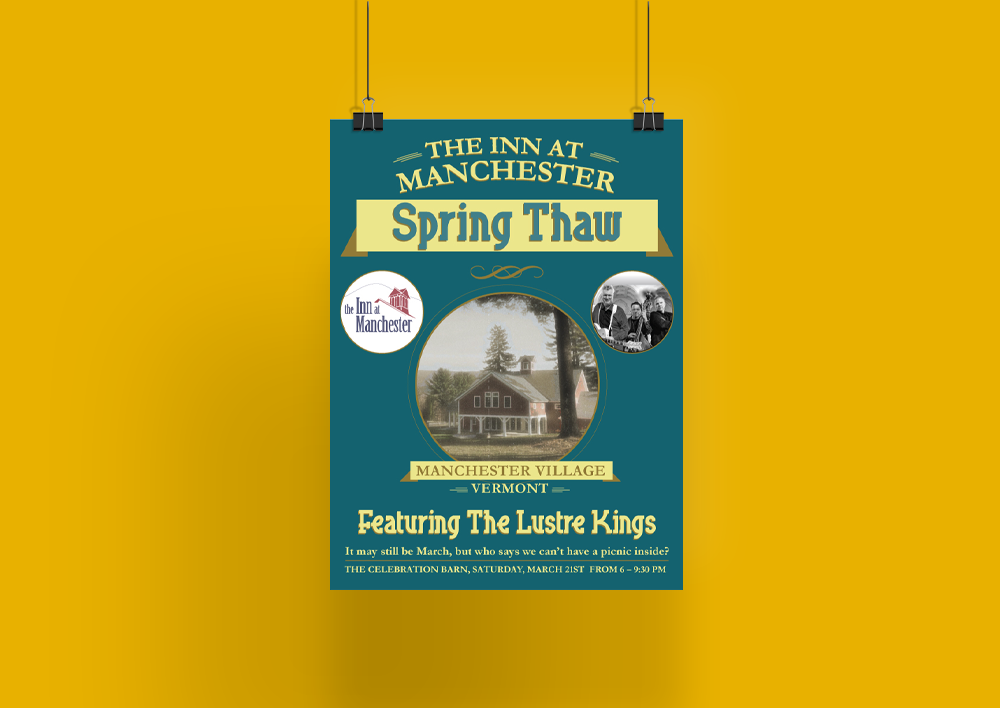 THE INN AT
MANCHESTER
Spring Thaw
the Inn at
Manchester
MANCHESTER VILLAGE
VERMONT
Featuring The Lustre Kings
It may still be March, but who says we can't have a picnic inside?
THE CELEBRATION BARN, SATURDAY, MARCH 21ST FROM 6 – 9:30 PM